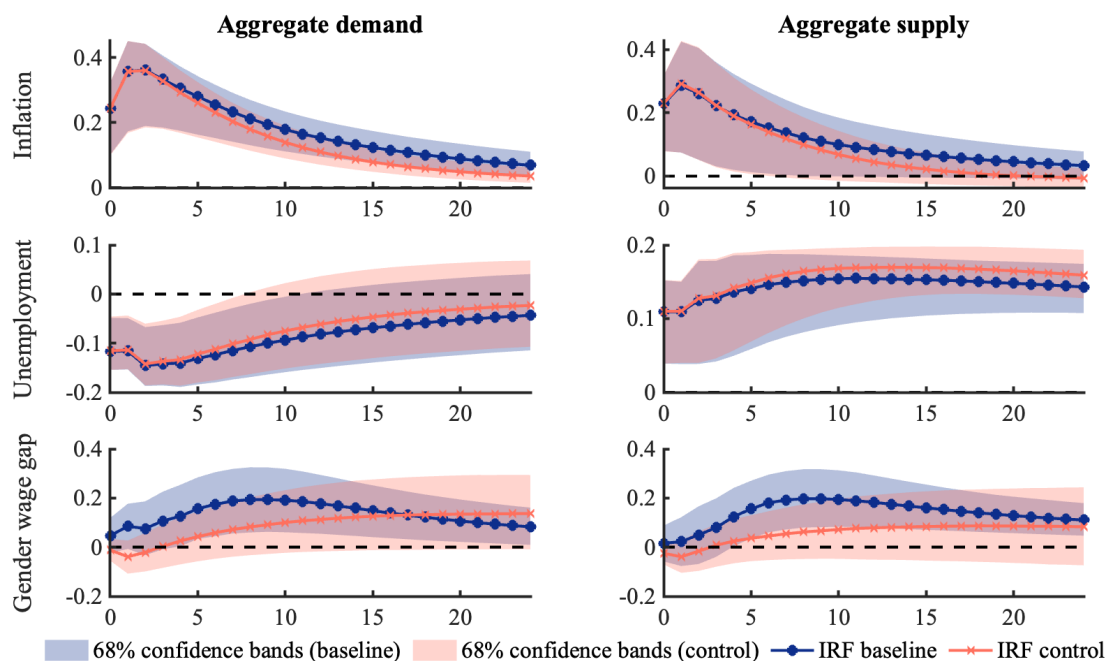 Aggregate demand
Aggregate supply
Inflation
0.4
0.2
0
0 5 10 15 20
0.4
0.2
0
0 5 10 15 20
Unemployment
0.1
0
-0.1
-0.2
0 5 10 15 20
0.2
0.1
0
0 5 10 15 20
Gender wage gap
0.4
0.2
0
-0.2
0 5 10 15 20
0.4
0.2
0
-0.2
0 5 10 15 20
68% confidence bands (baseline) 68% confidence bands (control) IRF baseline IRF control